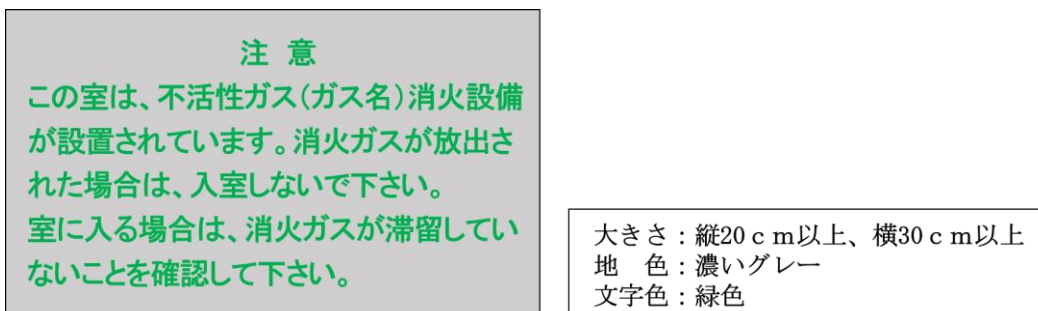 注 意
この室は、不活性ガス(ガス名)消火設備
が設置されています。消火ガスが放出さ
れた場合は、入室しないで下さい。
室に入る場合は、消火ガスが滞留してい
ないことを確認して下さい。
大きさ：縦20ｃｍ以上、横30ｃｍ以上
地　色：濃いグレー
文字色：緑色